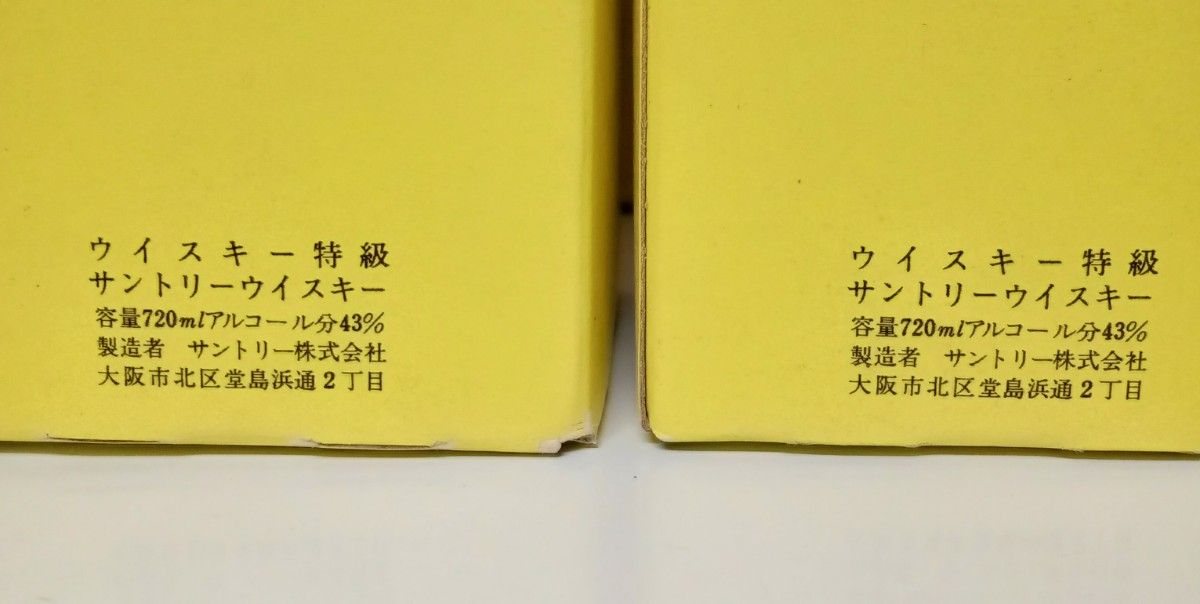 ウイスキー特級
サントリーウイスキー
容量720mlアルコール分43%
製造者 サントリー株式会社
大阪市北区堂島浜通2丁目
ウイスキー特級
サントリーウイスキー
容量720mlアルコール分43%
製造者 サントリー株式会社
大阪市北区堂島浜通2丁目